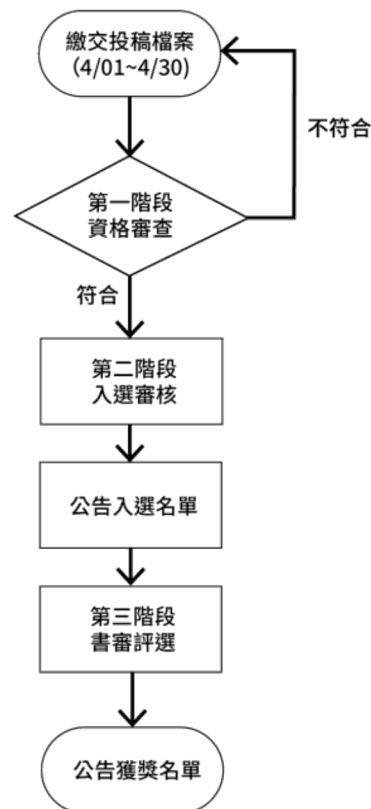 繳交投稿檔案
(4/01~4/30)
不符合
第一階段
資格審查
符合
第二階段
入選審核
公告入選名單
第三階段
書審評選
公告獲獎名單